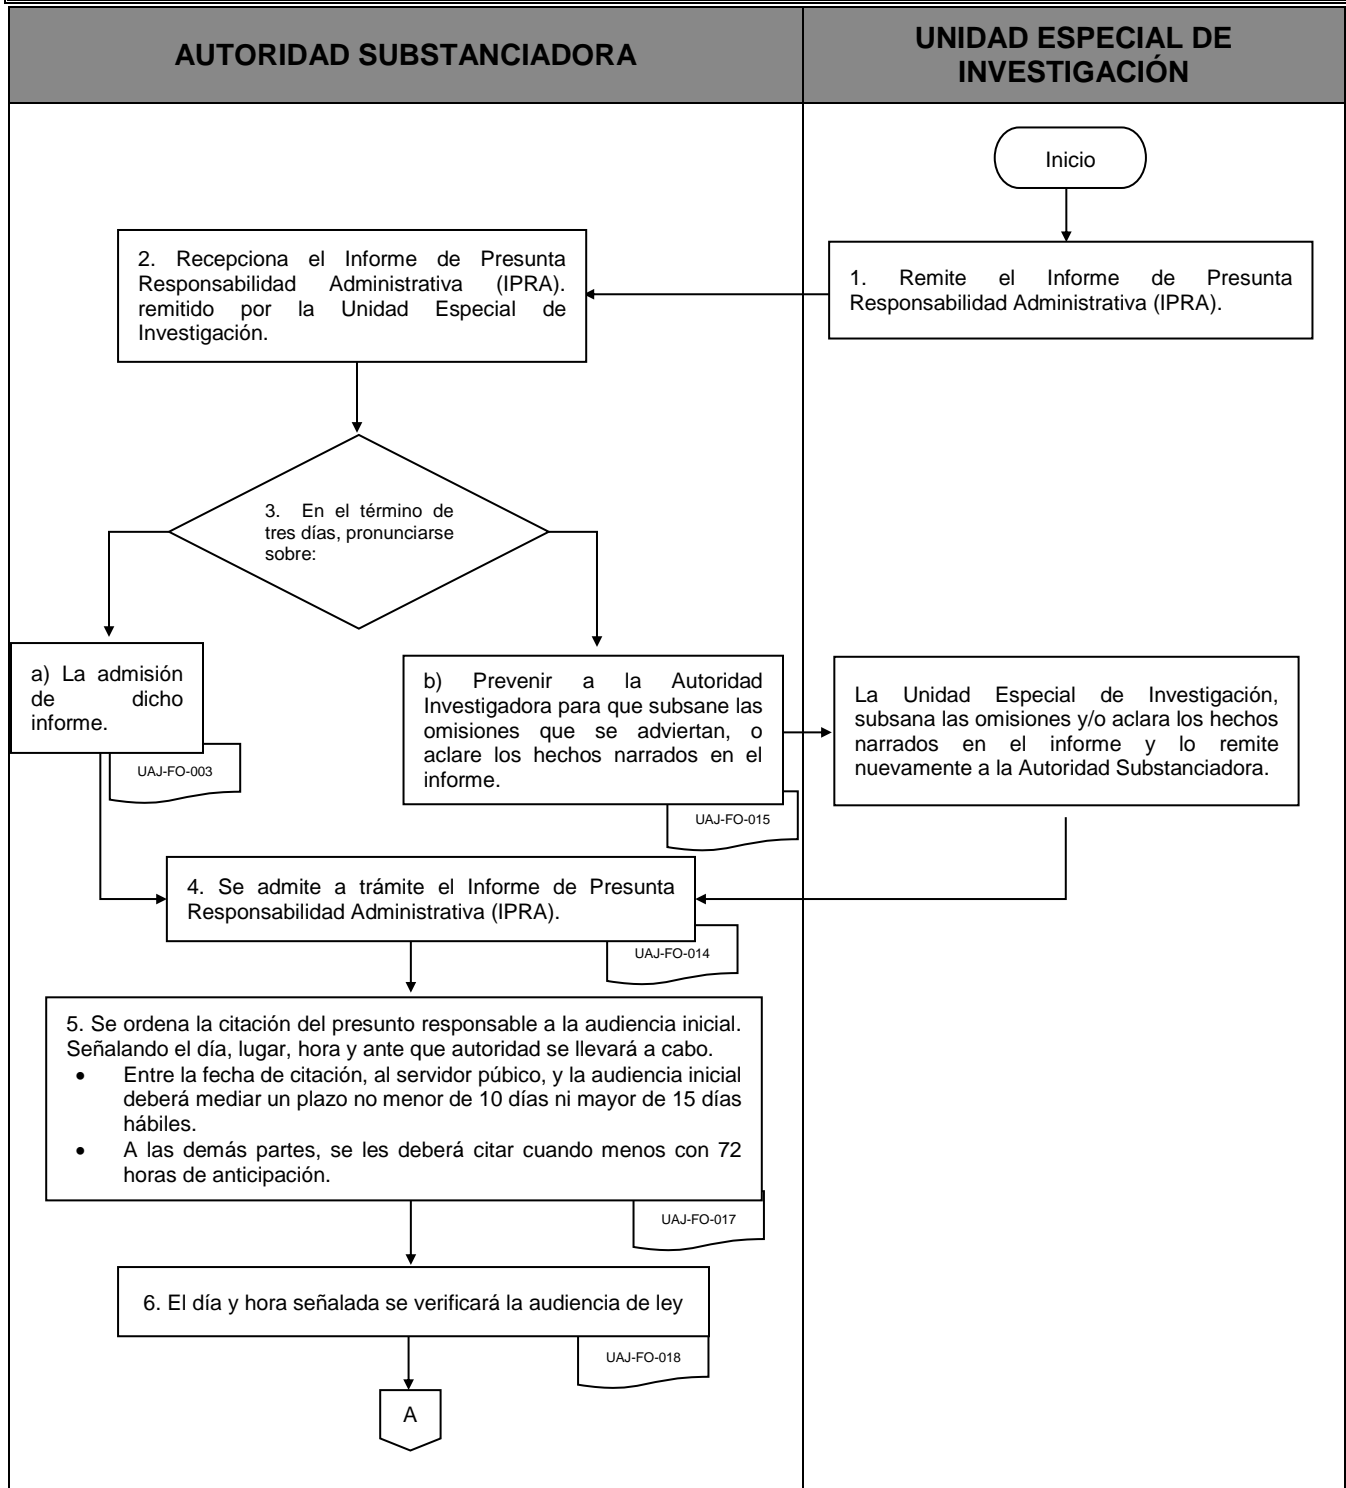 AUTORIDAD SUBSTANCIADORA
UNIDAD ESPECIAL DE
INVESTIGACIÓN
Inicio
1. Remite el Informe de Presunta
Responsabilidad Administrativa (IPRA).
2. Recepciona el Informe de Presunta
Responsabilidad Administrativa (IPRA).
remitido por la Unidad Especial de
Investigación.
3. En el término de
tres días, pronunciarse
sobre:
a) La admisión
de dicho
informe.
UAJ-FO-003
b) Prevenir a la Autoridad
Investigadora para que subsane las
omisiones que se adviertan, o
aclare los hechos narrados en el
informe.
UAJ-FO-015
La Unidad Especial de Investigación,
subsana las omisiones y/o aclara los hechos
narrados en el informe y lo remite
nuevamente a la Autoridad Substanciadora.
4. Se admite a trámite el Informe de Presunta
Responsabilidad Administrativa (IPRA).
UAJ-FO-014
5. Se ordena la citación del presunto responsable a la audiencia inicial.
Señalando el día, lugar, hora y ante que autoridad se llevará a cabo.
• Entre la fecha de citación, al servidor púbico, y la audiencia inicial
deberá mediar un plazo no menor de 10 días ni mayor de 15 días
hábiles.
• A las demás partes, se les deberá citar cuando menos con 72
horas de anticipación.
UAJ-FO-017
6. El día y hora señalada se verificará la audiencia de ley
UAJ-FO-018
A